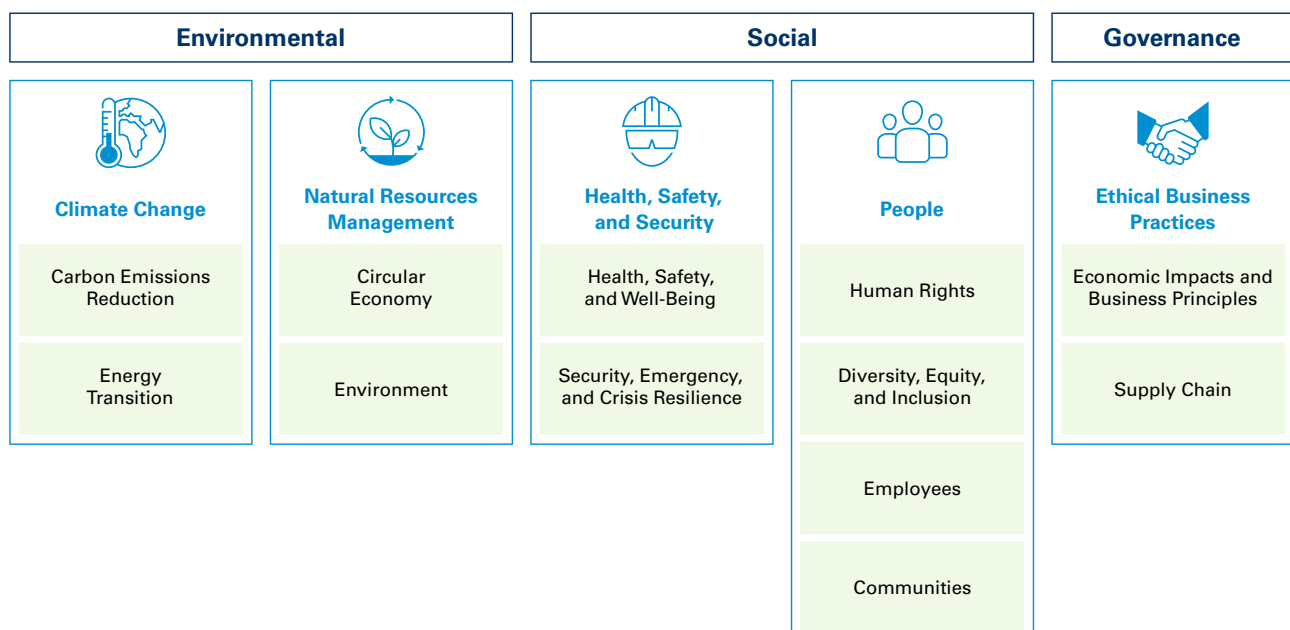 Environmental
Social
Governance
Climate Change
Natural Resources
Management
Health, Safety,
and Security
People
Ethical Business
Practices
Carbon Emissions
Reduction
Circular
Economy
Health, Safety,
and Well-Being
Human Rights
Economic Impacts and
Business Principles
Energy
Transition
Environment
Security, Emergency,
and Crisis Resilience
Diversity, Equity,
and Inclusion
Supply Chain
Employees
Communities